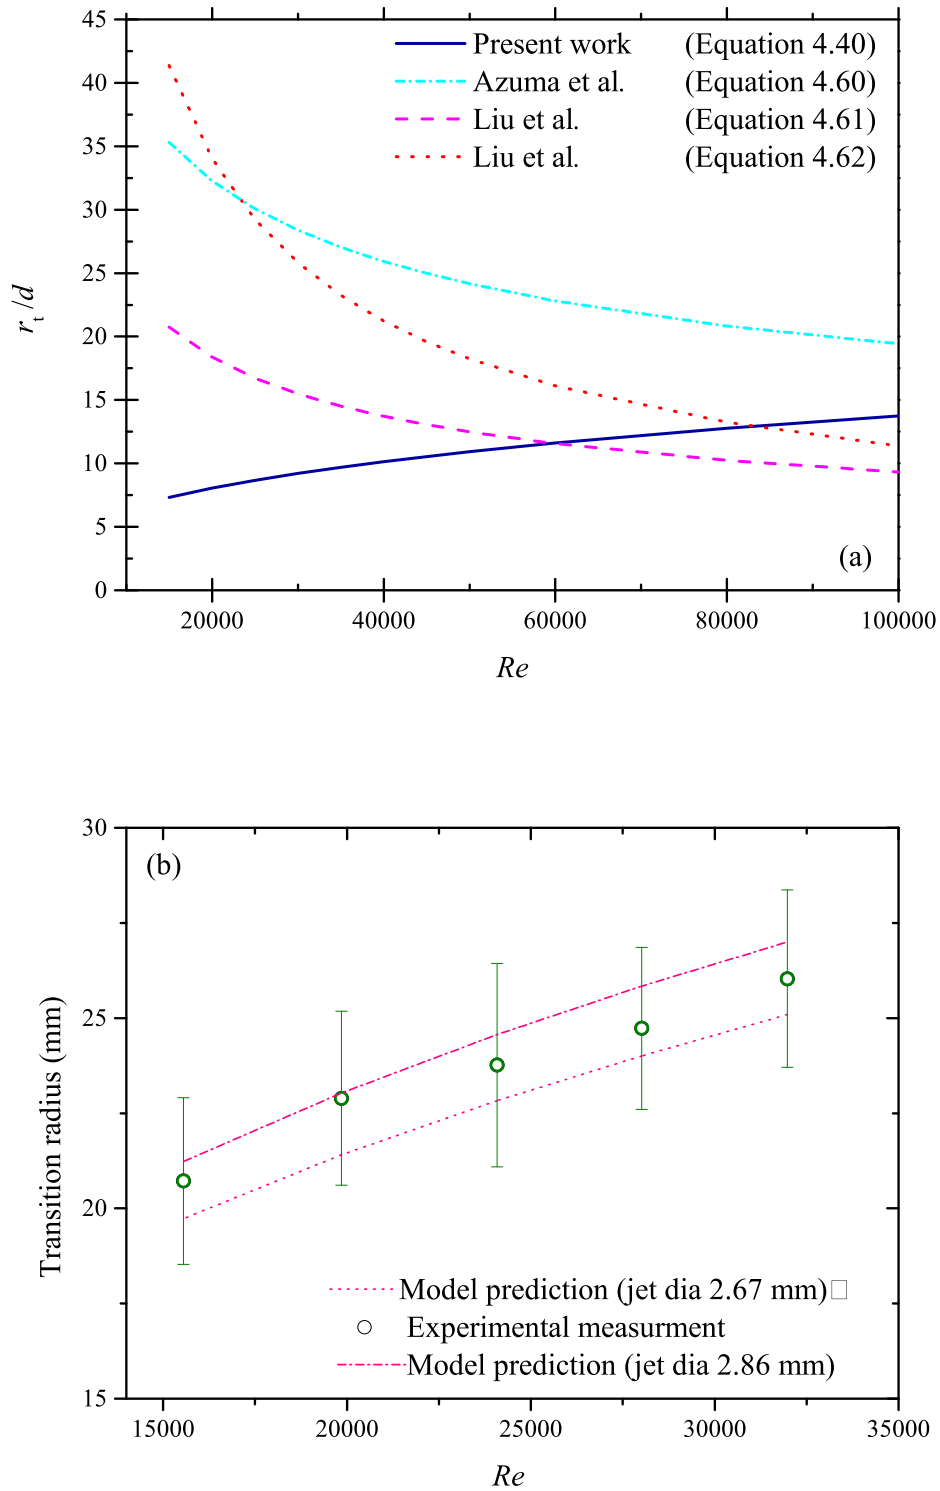 45
40
35
30
25
20
15
10
5
0
r_t/d
Present work (Equation 4.40)
Azuma et al. (Equation 4.60)
Liu et al. (Equation 4.61)
Liu et al. (Equation 4.62)
(a)
20000 40000 60000 80000 100000
Re
30
25
20
15
Transition radius (mm)
(b)
Model prediction (jet dia 2.67 mm)□
Experimental measurment
Model prediction (jet dia 2.86 mm)
15000 20000 25000 30000 35000
Re